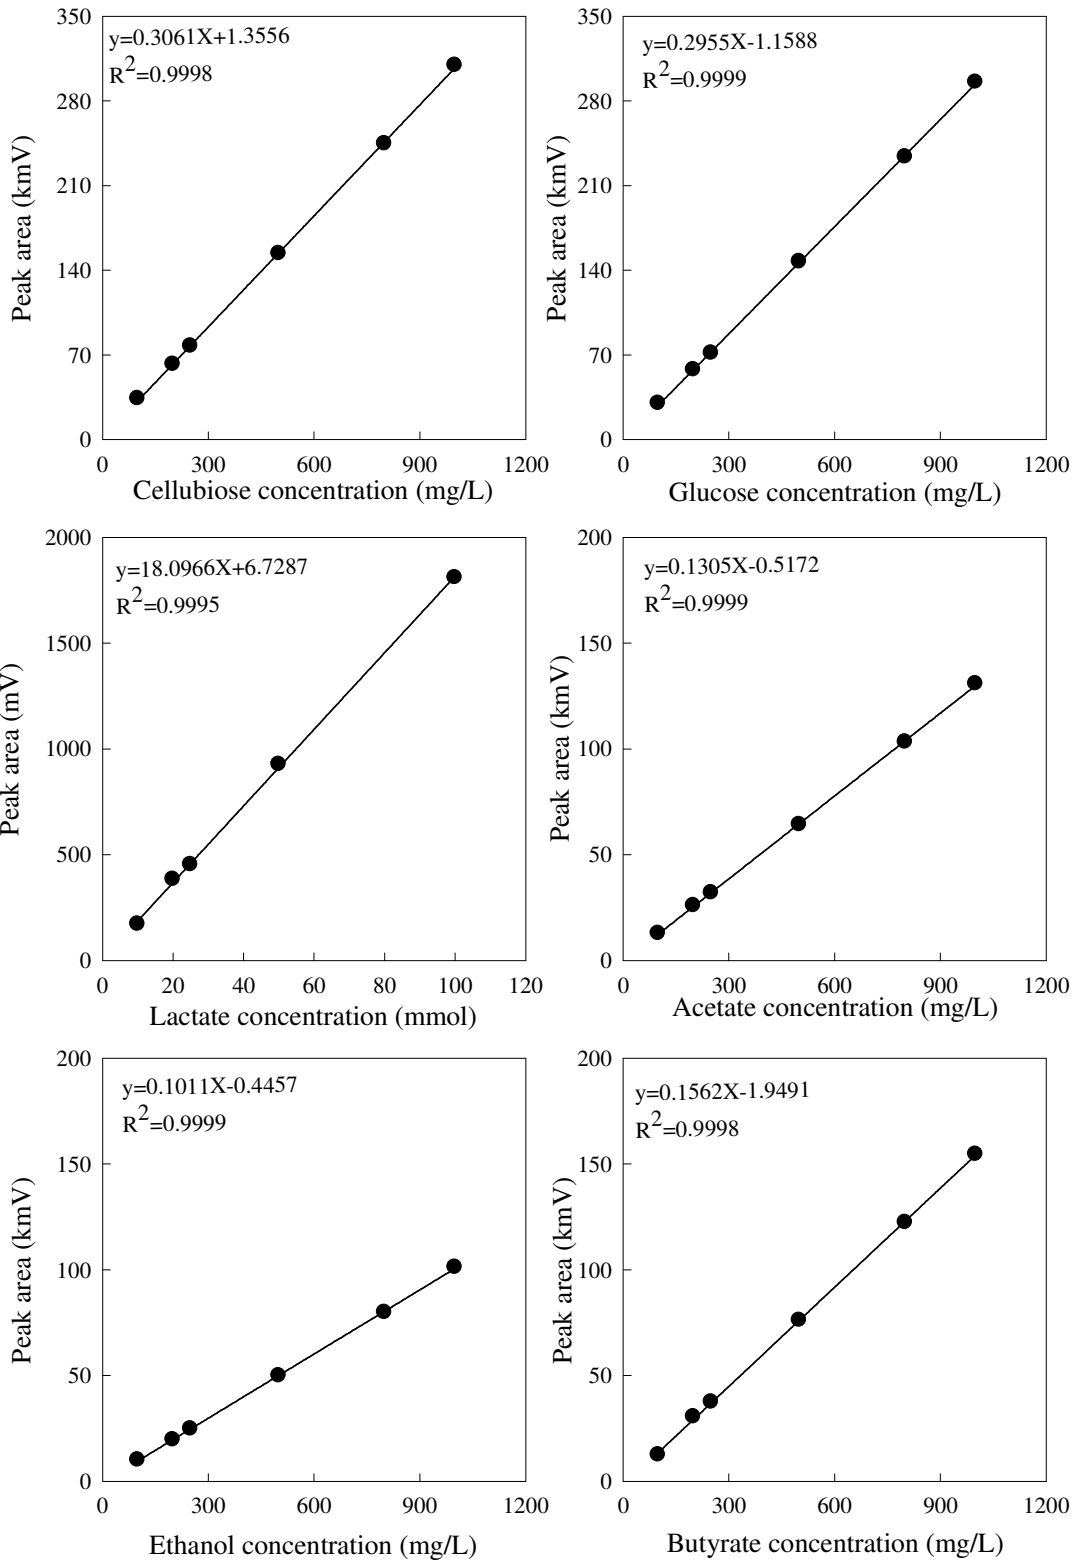 350
280
210
140
70
0
Peak area (kmV)
y=0.3061X+1.3556
R2=0.9998
0 300 600 900 1200
Cellubiose concentration (mg/L)
350
280
210
140
70
0
Peak area (kmV)
y=0.2955X-1.1588
R2=0.9999
0 300 600 900 1200
Glucose concentration (mg/L)
2000
1500
1000
500
0
Peak area (mV)
y=18.0966X+6.7287
R2=0.9995
0 20 40 60 80 100 120
Lactate concentration (mmol)
200
150
100
50
0
Peak area (kmV)
y=0.1305X-0.5172
R2=0.9999
0 300 600 900 1200
Acetate concentration (mg/L)
200
150
100
50
0
Peak area (kmV)
y=0.1011X-0.4457
R2=0.9999
0 300 600 900 1200
Ethanol concentration (mg/L)
200
150
100
50
0
Peak area (kmV)
y=0.1562X-1.9491
R2=0.9998
0 300 600 900 1200
Butyrate concentration (mg/L)